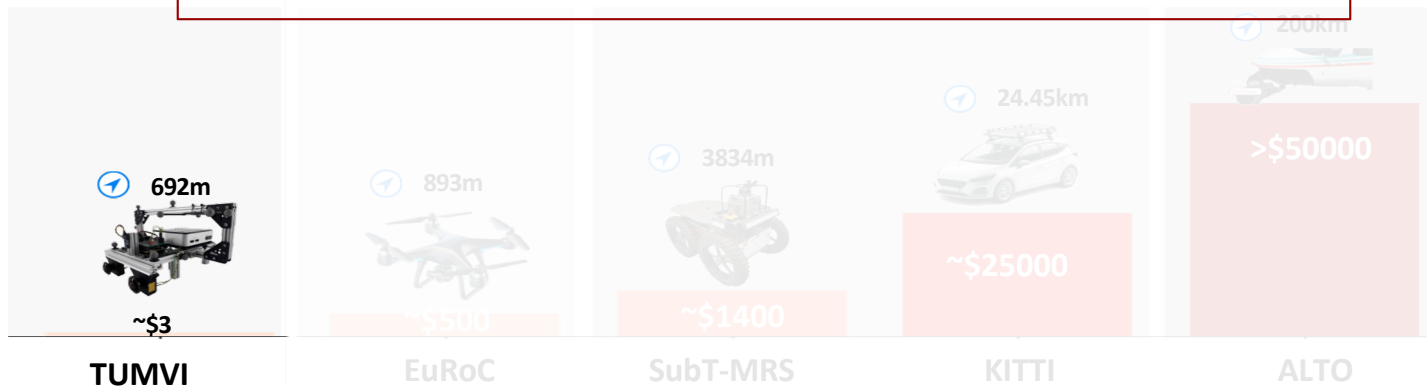 200km
24.45km
>$50000
3834m
893m
692m
~$25000
~$3
~$500
~$1400
TUMVI
EuRoC
SubT-MRS
KITTI
ALTO